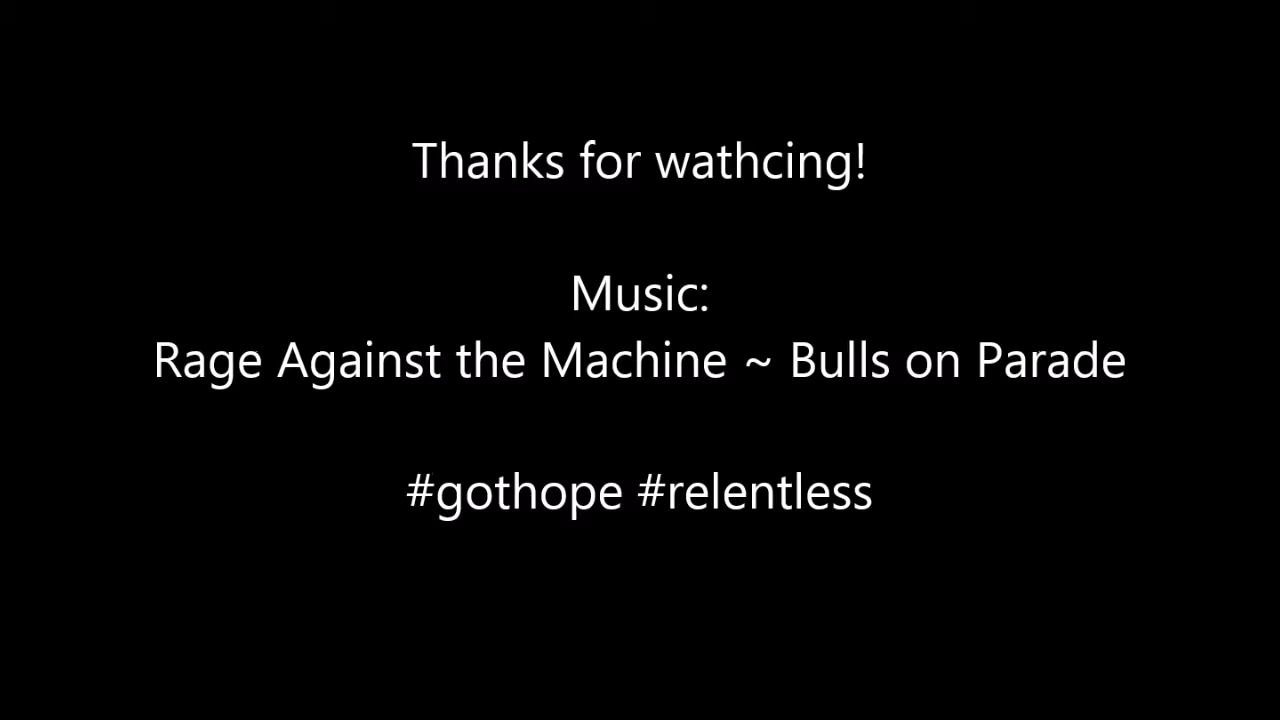 Thanks for wathcing!
Music:
Rage Against the Machine ~ Bulls on Parade
#gothope #relentless